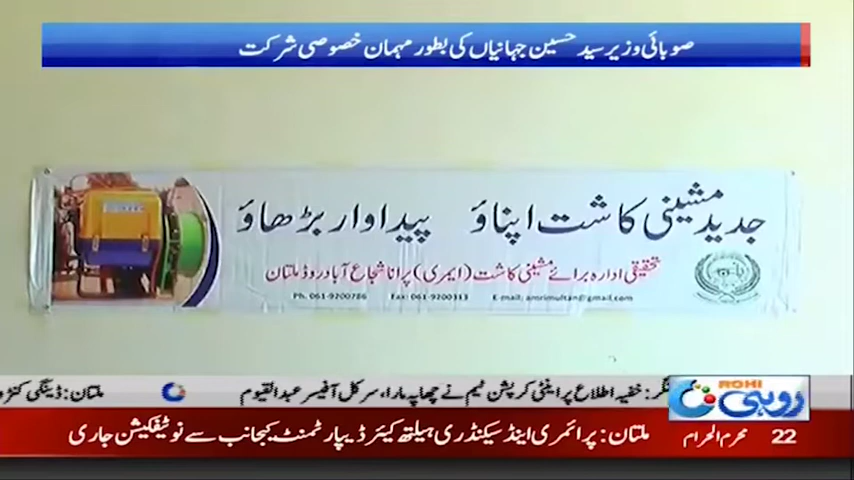 صوبائی وزیر سید حسین جہانیاں کی بطور مہمان خصوصی شرکت
جدید مشینی کاشت اپناؤ پیداوار بڑھاؤ
تحقیقی ادارہ برائے مشینی کاشت (ایمری) پرانا شجاع آباد روڈ ملتان
Ph. 061-9200786 Fax: 061-9200313 E-mail: amrimultan@gmail.com
خفیہ اطلاع پر اینٹی کرپشن ٹیم نے چھاپہ مارا، سرکل آفیسر عبدالقیوم
ملتان: ڈینگی
ROHI
روہی
ملتان: پرائمری اینڈ سیکنڈری ہیلتھ کیئر ڈیپارٹمنٹ کیجانب سے نوٹیفکیشن جاری
22 محرم الحرام